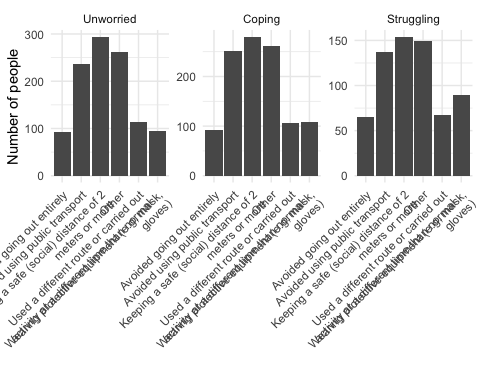 Unworried
Coping
Struggling
Number of people
300
200
100
0
200
100
0
150
100
50
0
going out entirely
using public transport
a safe (social) distance of 2
meters or more
Other
Used a different route or carried out
gloves)
Avoided going out entirely
Avoided using public transport
Keeping a safe (social) distance of 2
meters or more
Other
Used a different route or carried out
gloves)
Avoided going out entirely
Avoided using public transport
Keeping a safe (social) distance of 2
meters or more
Other
Used a different route or carried out
gloves)